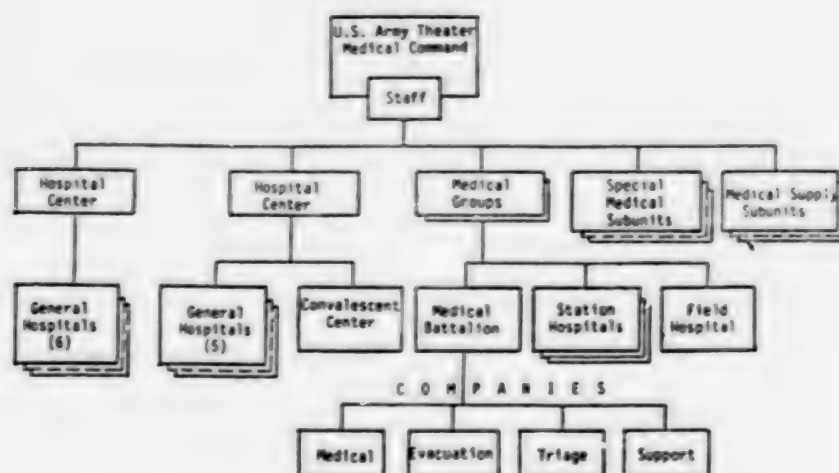 U.S. Army Theater
Medical Command
Staff
Hospital
Center
Hospital
Center
Medical
Groups
Special
Medical
Subunits
Medical Supply
Subunits
General
Hospitals
(6)
General
Hospitals
(5)
Convalescent
Center
Medical
Battalion
Station
Hospitals
Field
Hospital
C O M P A N I E S
Medical
Evacuation
Triage
Support